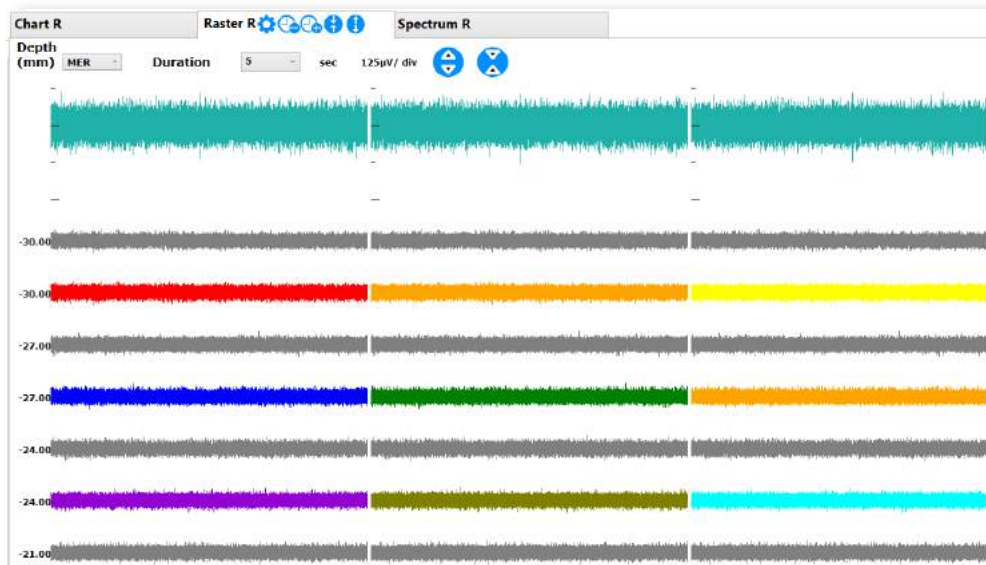 Chart R Raster R Spectrum R
Depth
(mm) MER Duration 5 sec 125µV/ div
-30.00
-30.00
-27.00
-27.00
-24.00
-24.00
-21.00